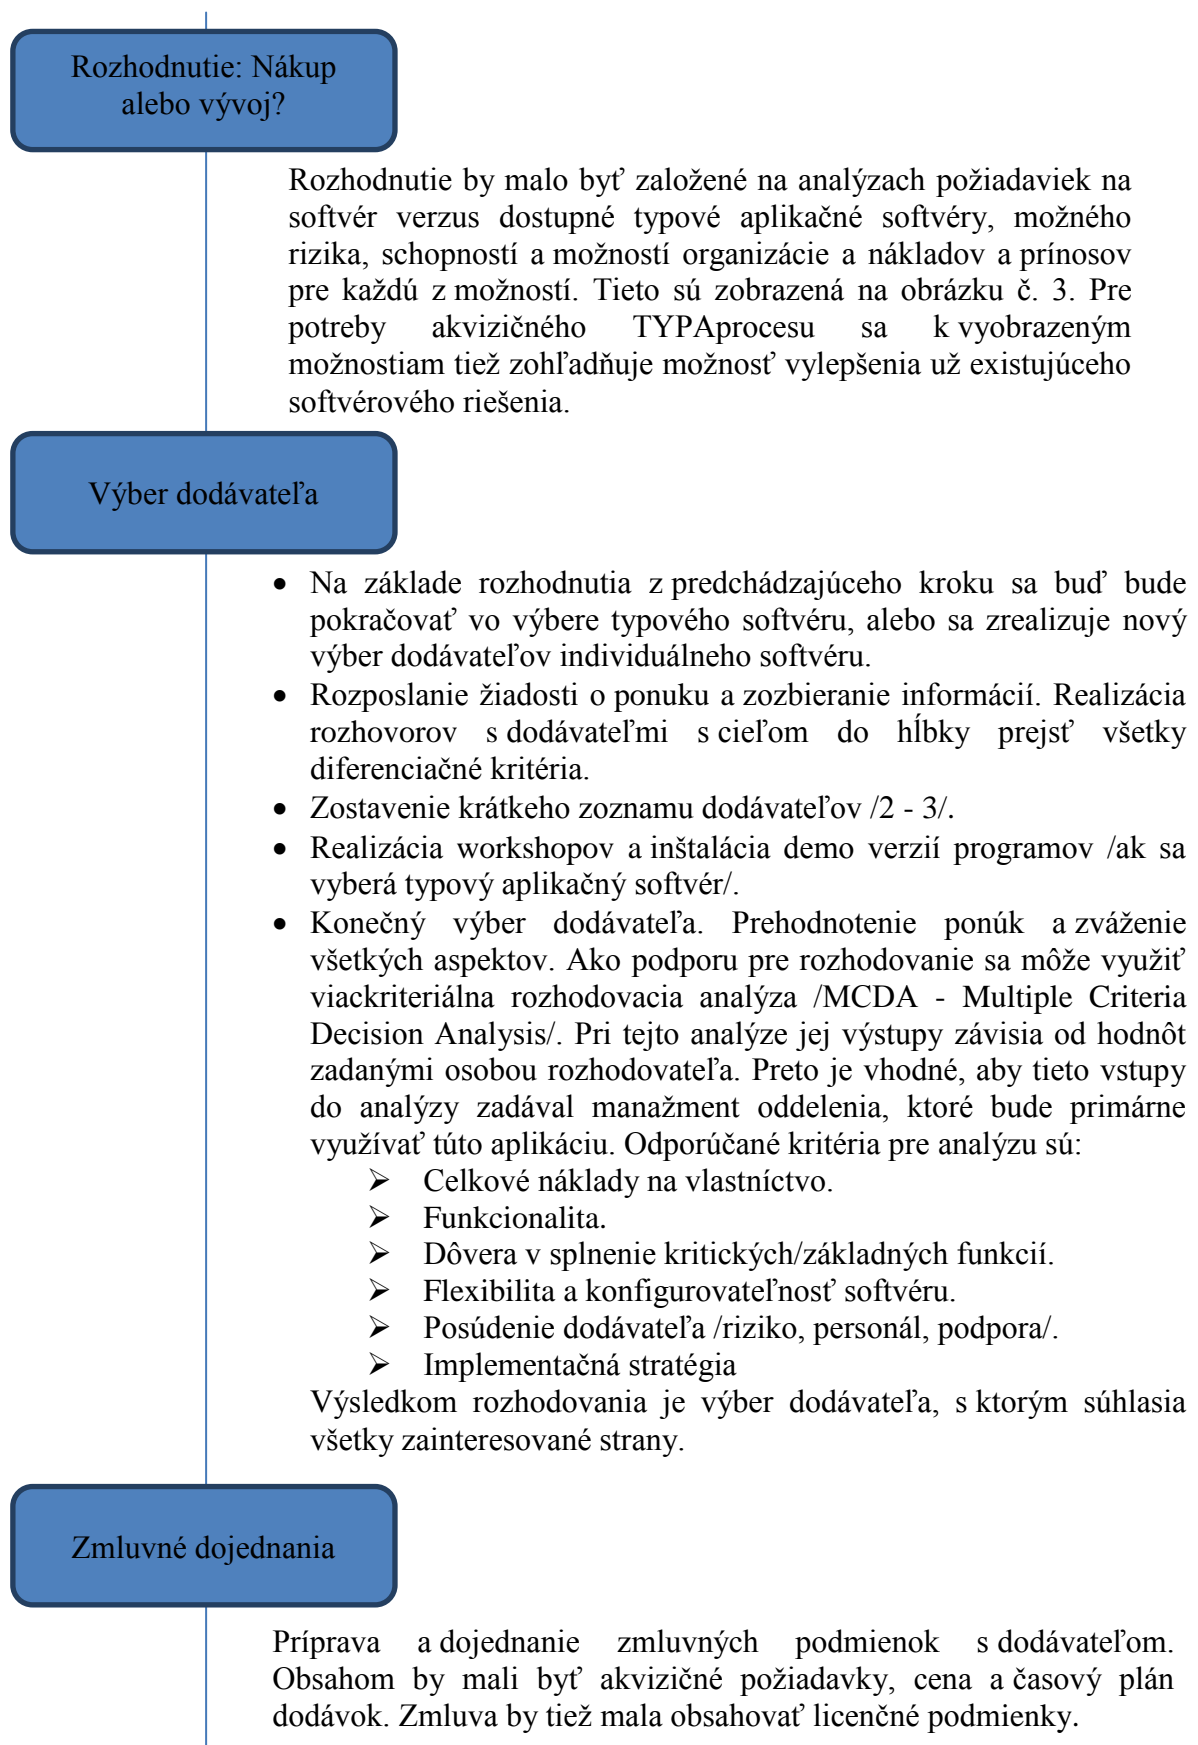 Rozhodnutie: Nákup
alebo vývoj?
Rozhodnutie by malo byť založené na analýzach požiadaviek na
softvér verzus dostupné typové aplikačné softvéry, možného
rizika, schopností a možností organizácie a nákladov a prínosov
pre každú z možností. Tieto sú zobrazená na obrázku č. 3. Pre
potreby akvizičného TYPAprocesu sa k vyobrazeným
možnostiam tiež zohľadňuje možnosť vylepšenia už existujúceho
softvérového riešenia.
Výber dodávateľa
• Na základe rozhodnutia z predchádzajúceho kroku sa buď bude
pokračovať vo výbere typového softvéru, alebo sa zrealizuje nový
výber dodávateľov individuálneho softvéru.
• Rozposlanie žiadosti o ponuku a zozbieranie informácií. Realizácia
rozhovorov s dodávateľmi s cieľom do hĺbky prejsť všetky
diferenciačné kritéria.
• Zostavenie krátkeho zoznamu dodávateľov /2 - 3/.
• Realizácia workshopov a inštalácia demo verzií programov /ak sa
vyberá typový aplikačný softvér/.
• Konečný výber dodávateľa. Prehodnotenie ponúk a zváženie
všetkých aspektov. Ako podporu pre rozhodovanie sa môže využiť
viackriteriálna rozhodovacia analýza /MCDA - Multiple Criteria
Decision Analysis/. Pri tejto analýze jej výstupy závisia od hodnôt
zadanými osobou rozhodovateľa. Preto je vhodné, aby tieto vstupy
do analýzy zadával manažment oddelenia, ktoré bude primárne
využívať túto aplikáciu. Odporúčané kritéria pre analýzu sú:
➢ Celkové náklady na vlastníctvo.
➢ Funkcionalita.
➢ Dôvera v splnenie kritických/základných funkcií.
➢ Flexibilita a konfigurovateľnosť softvéru.
➢ Posúdenie dodávateľa /riziko, personál, podpora/.
➢ Implementačná stratégia
Výsledkom rozhodovania je výber dodávateľa, s ktorým súhlasia
všetky zainteresované strany.
Zmluvné dojednania
Príprava a dojednanie zmluvných podmienok s dodávateľom.
Obsahom by mali byť akvizičné požiadavky, cena a časový plán
dodávok. Zmluva by tiež mala obsahovať licenčné podmienky.